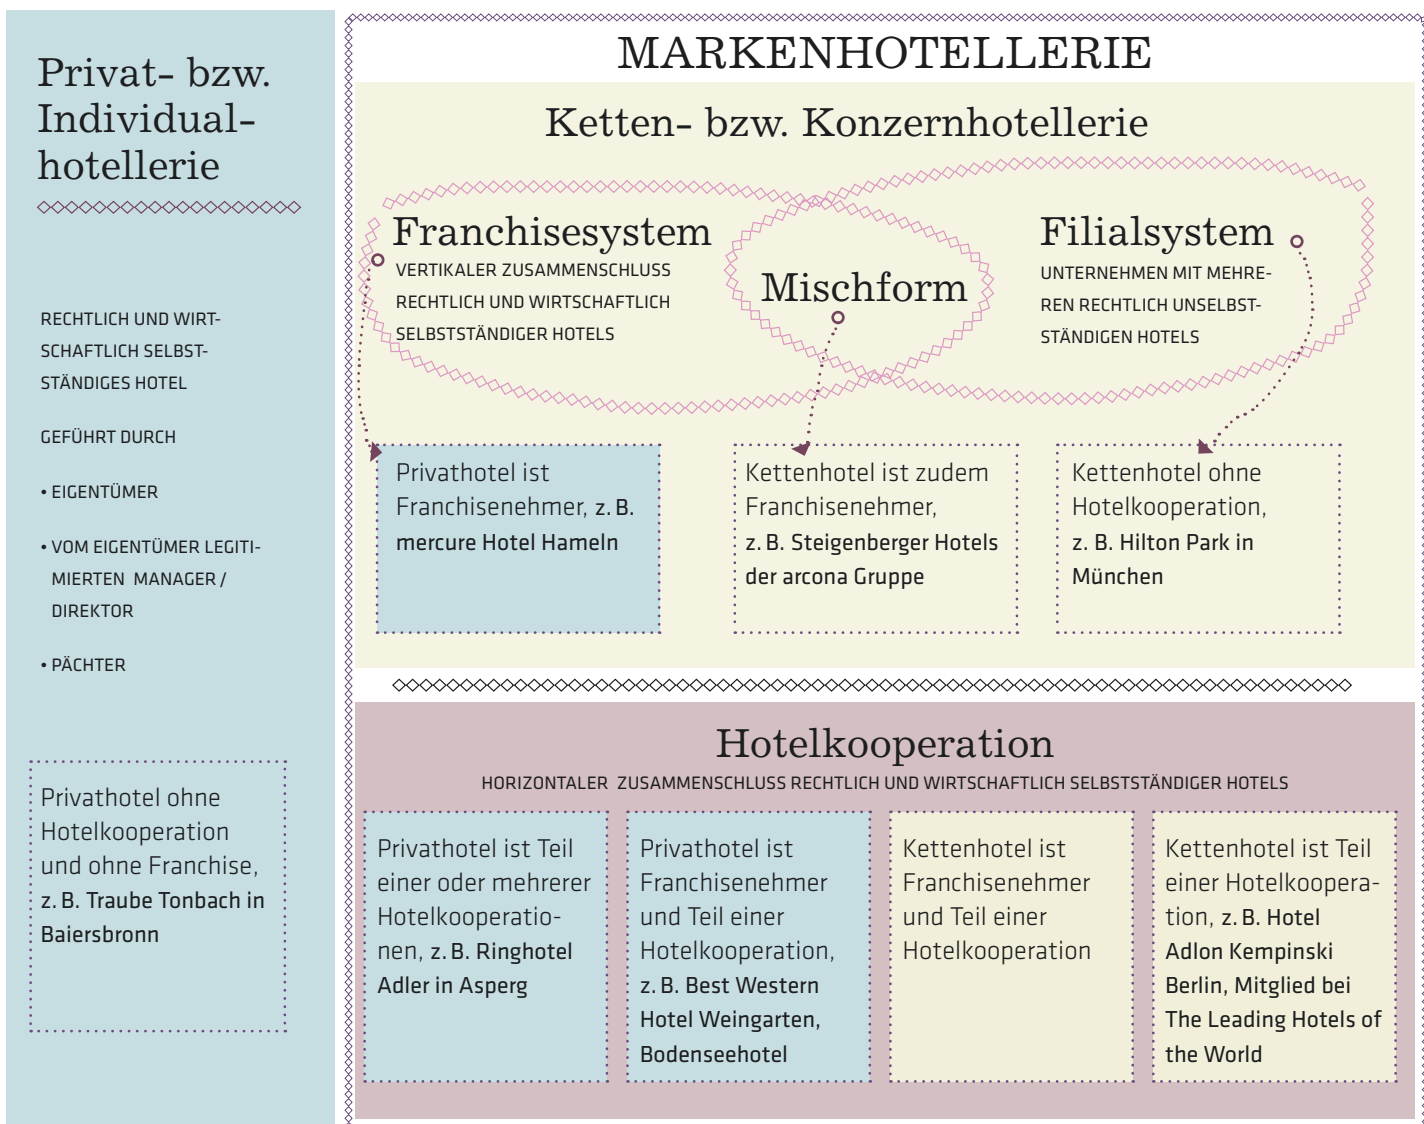 Privat- bzw.
Individual-
hotellerie
RECHTLICH UND WIRT-
SCHAFTLICH SELBST-
STÄNDIGES HOTEL
GEFÜHRT DURCH
• EIGENTÜMER
• VOM EIGENTÜMER LEGITI-
MIERTEN MANAGER /
DIREKTOR
• PÄCHTER
Privathotel ohne
Hotelkooperation
und ohne Franchise,
z. B. Traube Tonbach in
Baiersbronn
MARKENHOTELLERIE
Ketten- bzw. Konzernhotellerie
Franchisesystem
VERTIKALER ZUSAMMENSCHLUSS
RECHTLICH UND WIRTSCHAFTLICH
SELBSTSTÄNDIGER HOTELS
Mischform
Filialsystem
UNTERNEHMEN MIT MEHRE-
REN RECHTLICH UNSELBST-
STÄNDIGEN HOTELS
Privathotel ist
Franchisenehmer, z. B.
mercure Hotel Hameln
Kettenhotel ist zudem
Franchisenehmer,
z. B. Steigenberger Hotels
der arcona Gruppe
Kettenhotel ohne
Hotelkooperation,
z. B. Hilton Park in
München
Hotelkooperation
HORIZONTALER ZUSAMMENSCHLUSS RECHTLICH UND WIRTSCHAFTLICH SELBSTSTÄNDIGER HOTELS
Privathotel ist Teil
einer oder mehrerer
Hotelkooperatio-
nen, z. B. Ringhotel
Adler in Asperg
Privathotel ist
Franchisenehmer
und Teil einer
Hotelkooperation,
z. B. Best Western
Hotel Weingarten,
Bodenseehotel
Kettenhotel ist
Franchisenehmer
und Teil einer
Hotelkooperation
Kettenhotel ist Teil
einer Hotelkoopera-
tion, z. B. Hotel
Adlon Kempinski
Berlin, Mitglied bei
The Leading Hotels of
the World